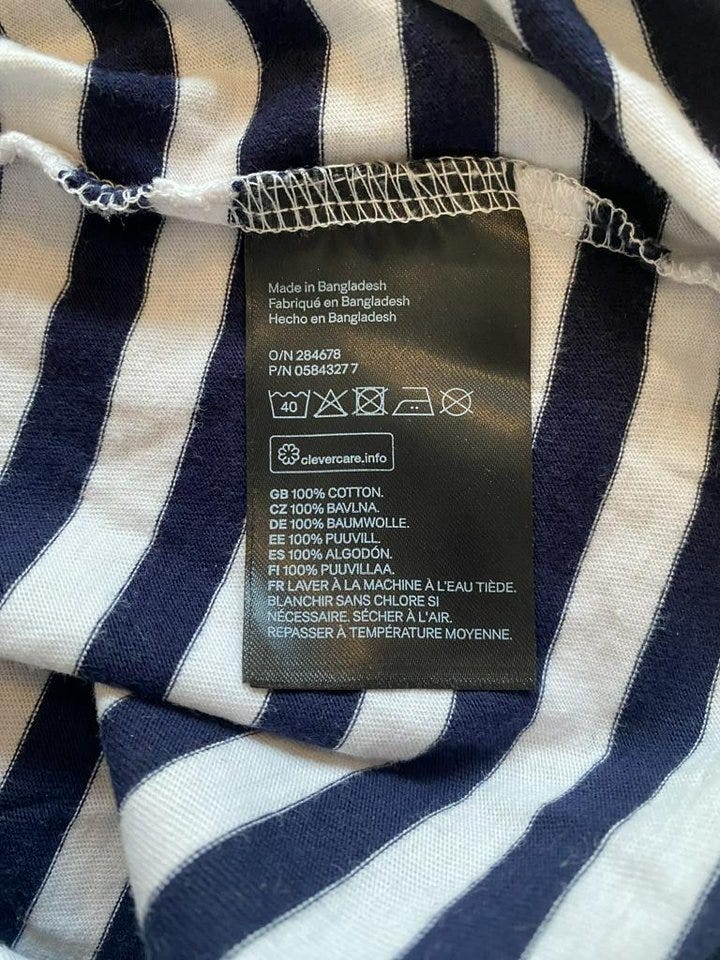 Made in Bangladesh
Fabriqué en Bangladesh
Hecho en Bangladesh
O/N 284678
P/N 0584327 7
40
clevercare.info
GB 100% COTTON.
CZ 100% BAVLNA.
DE 100% BAUMWOLLE.
EE 100% PUUVILL.
ES 100% ALGODÓN.
FI 100% PUUVILLAA.
FR LAVER À LA MACHINE À L'EAU TIÈDE.
BLANCHIR SANS CHLORE SI
NÉCESSAIRE. SÉCHER À L'AIR.
REPASSER À TEMPÉRATURE MOYENNE.